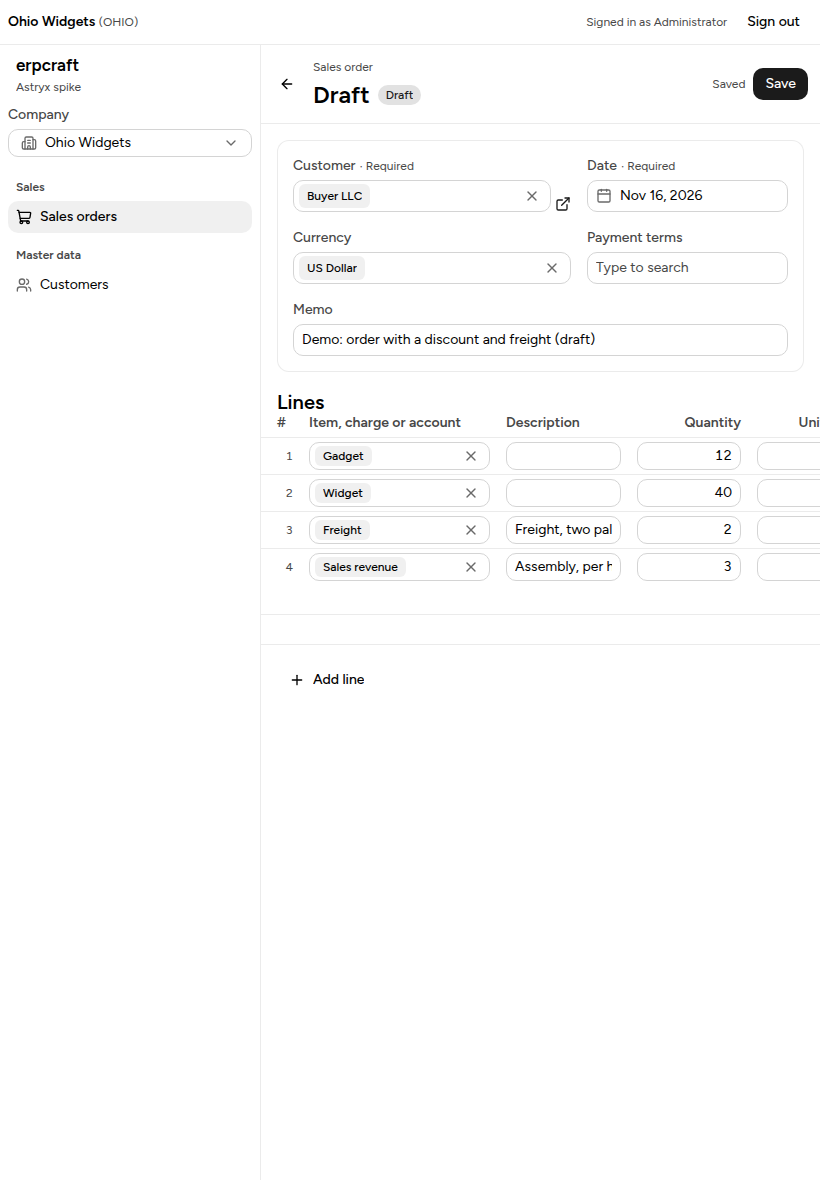 Ohio Widgets (OHIO)
Signed in as Administrator
Sign out
erpcraft
Astryx spike
Company
Ohio Widgets
Sales
Sales orders
Master data
Customers
Sales order
Draft Draft
Saved
Save
Customer · Required
Date · Required
Buyer LLC
Nov 16, 2026
Currency
Payment terms
US Dollar
Type to search
Memo
Demo: order with a discount and freight (draft)
Lines
# Item, charge or account Description Quantity Uni
1 Gadget 12
2 Widget 40
3 Freight Freight, two pal 2
4 Sales revenue Assembly, per h 3
Add line